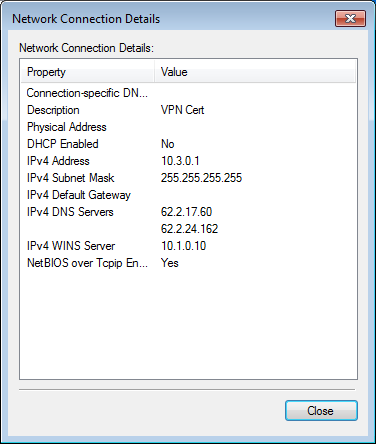 Network Connection Details
Network Connection Details:
Property Value
Connection-specific DN...
Description VPN Cert
Physical Address
DHCP Enabled No
IPv4 Address 10.3.0.1
IPv4 Subnet Mask 255.255.255.255
IPv4 Default Gateway
IPv4 DNS Servers 62.2.17.60
62.2.24.162
IPv4 WINS Server 10.1.0.10
NetBIOS over Tcpip En... Yes
Close